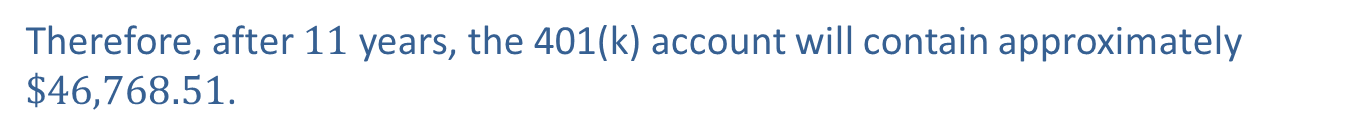 Therefore, after 11 years, the 401(k) account will contain approximately
$46,768.51.